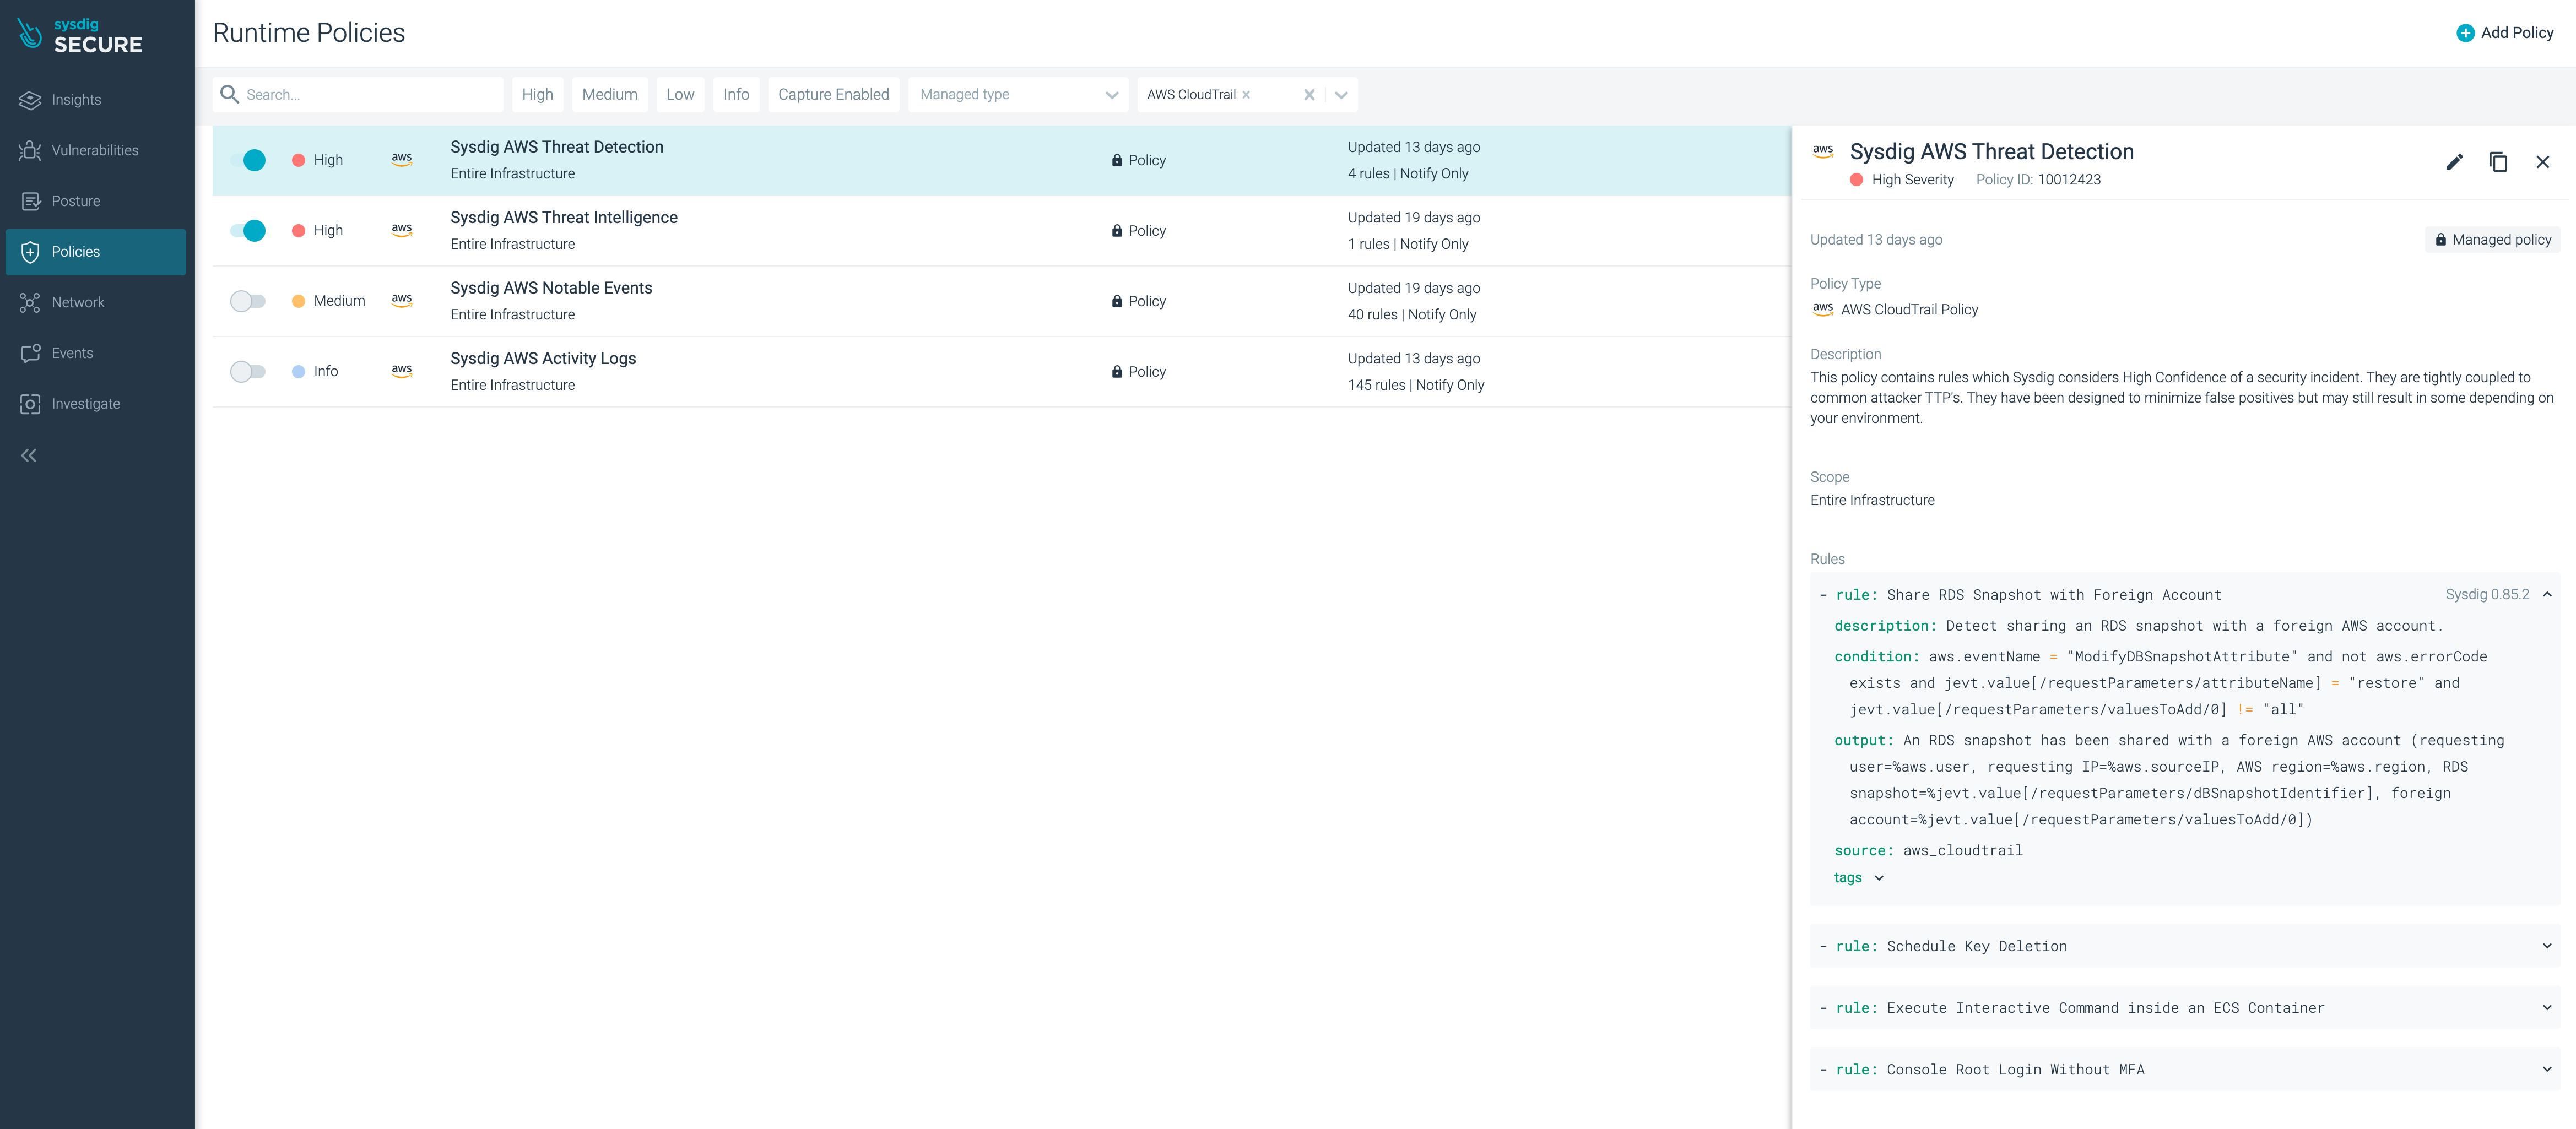 sysdig
SECURE
Insights
Vulnerabilities
Posture
Policies
Network
Events
Investigate
Runtime Policies
Add Policy
Search...
High
Medium
Low
Info
Capture Enabled
Managed type
AWS CloudTrail
High
aws
Sysdig AWS Threat Detection
Entire Infrastructure
Policy
Updated 13 days ago
4 rules | Notify Only
High
aws
Sysdig AWS Threat Intelligence
Entire Infrastructure
Policy
Updated 19 days ago
1 rules | Notify Only
Medium
aws
Sysdig AWS Notable Events
Entire Infrastructure
Policy
Updated 19 days ago
40 rules | Notify Only
Info
aws
Sysdig AWS Activity Logs
Entire Infrastructure
Policy
Updated 13 days ago
145 rules | Notify Only
aws
Sysdig AWS Threat Detection
High Severity Policy ID: 10012423
Updated 13 days ago
Managed policy
Policy Type
aws AWS CloudTrail Policy
Description
This policy contains rules which Sysdig considers High Confidence of a security incident. They are tightly coupled to
common attacker TTP's. They have been designed to minimize false positives but may still result in some depending on
your environment.
Scope
Entire Infrastructure
Rules
- rule: Share RDS Snapshot with Foreign Account Sysdig 0.85.2
description: Detect sharing an RDS snapshot with a foreign AWS account.
condition: aws.eventName = "ModifyDBSnapshotAttribute" and not aws.errorCode
exists and jevt.value[/requestParameters/attributeName] = "restore" and
jevt.value[/requestParameters/valuesToAdd/0] != "all"
output: An RDS snapshot has been shared with a foreign AWS account (requesting
user=%aws.user, requesting IP=%aws.sourceIP, AWS region=%aws.region, RDS
snapshot=%jevt.value[/requestParameters/dBSnapshotIdentifier], foreign
account=%jevt.value[/requestParameters/valuesToAdd/0])
source: aws_cloudtrail
tags
- rule: Schedule Key Deletion
- rule: Execute Interactive Command inside an ECS Container
- rule: Console Root Login Without MFA